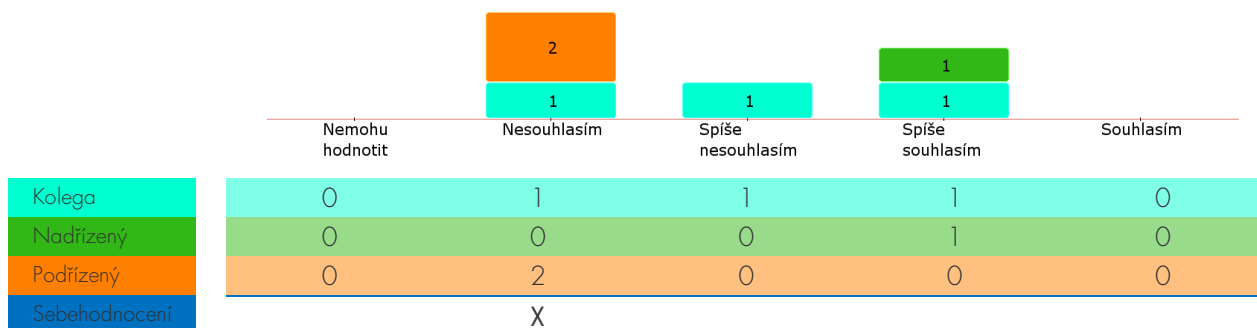 2
1
1
1
1
Nemohu hodnotit
Nesouhlasím
Spíše nesouhlasím
Spíše souhlasím
Souhlasím
Kolega 0 1 1 1 0
Nadřízený 0 0 0 1 0
Podřízený 0 2 0 0 0
Sebehodnocení X